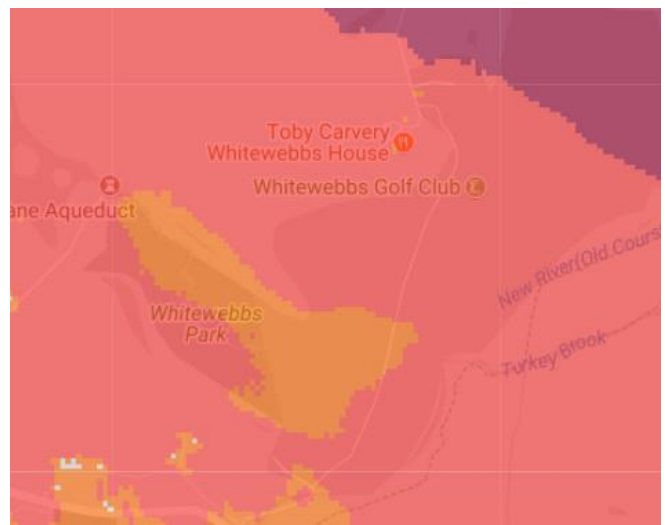 Toby Carvery
Whitewebbs House
Whitewebbs Golf Club
ane Aqueduct
New River(Old Cours
Whitewebbs
Park
Turkey Brook